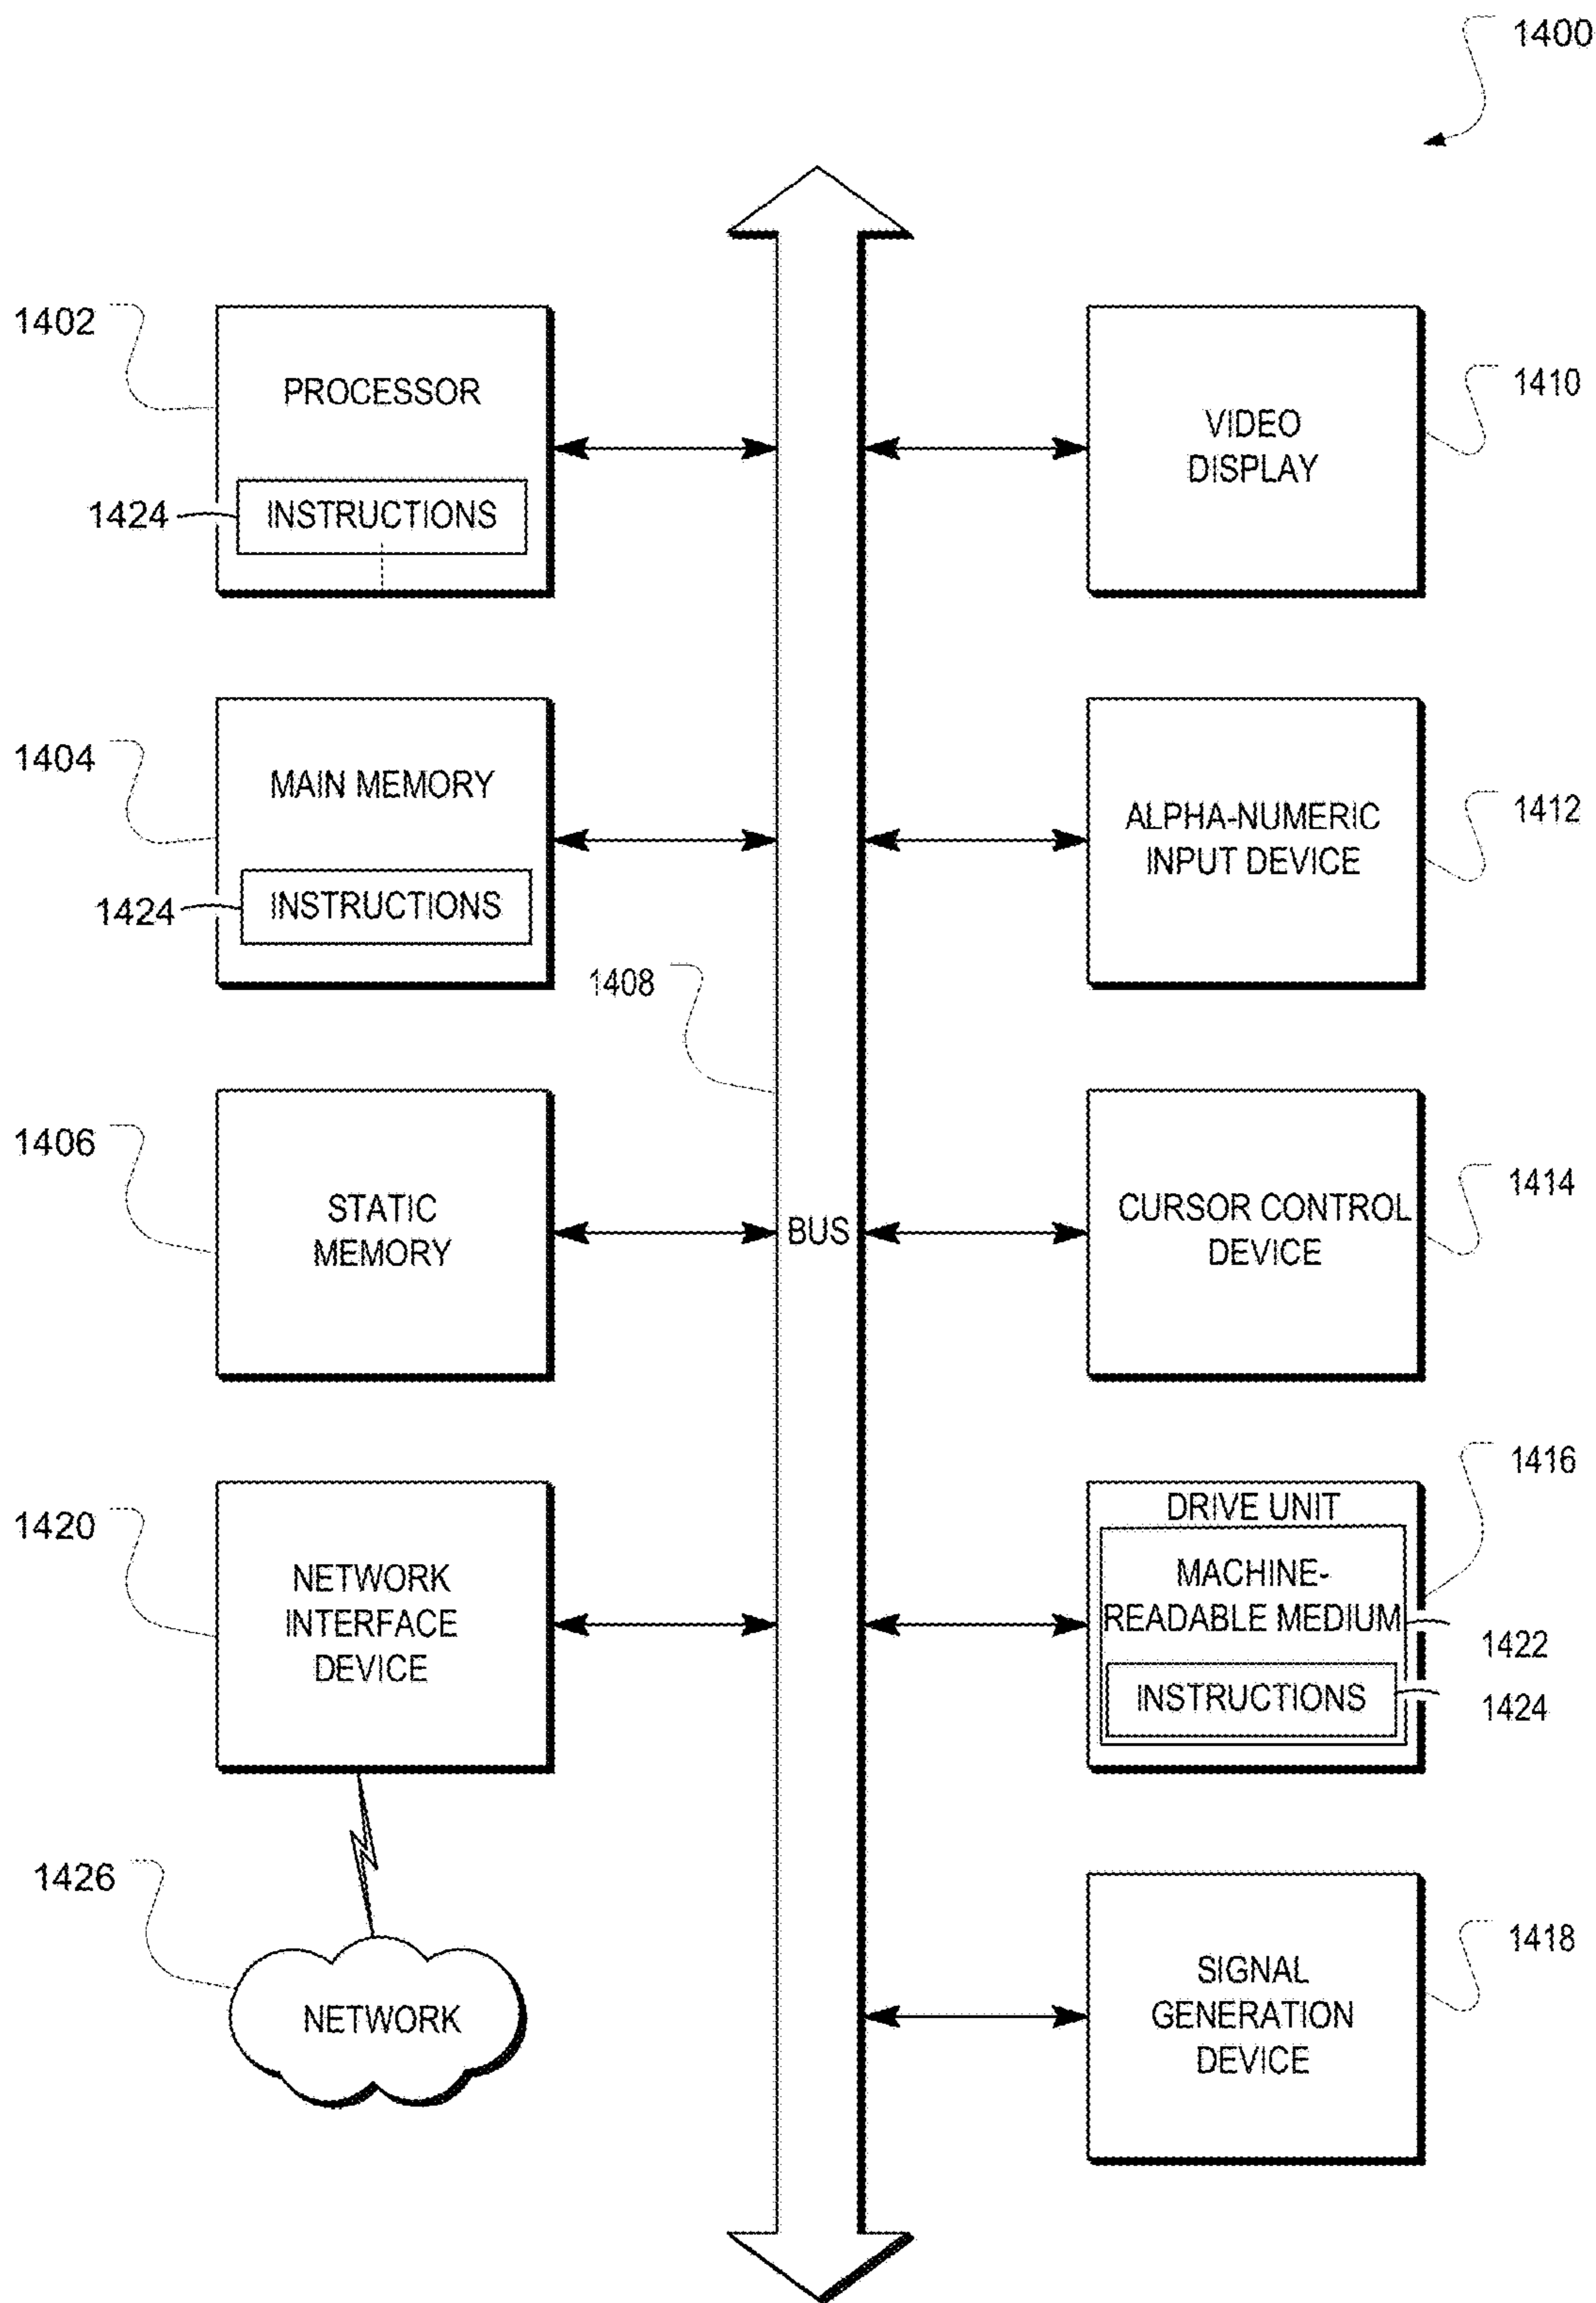 1400
1402
PROCESSOR
1424
INSTRUCTIONS
1410
VIDEO
DISPLAY
1404
MAIN MEMORY
1424
INSTRUCTIONS
1412
ALPHA-NUMERIC
INPUT DEVICE
1408
BUS
1406
STATIC
MEMORY
1414
CURSOR CONTROL
DEVICE
1420
NETWORK
INTERFACE
DEVICE
1416
DRIVE UNIT
MACHINE-
READABLE MEDIUM
1422
INSTRUCTIONS
1424
1426
NETWORK
1418
SIGNAL
GENERATION
DEVICE